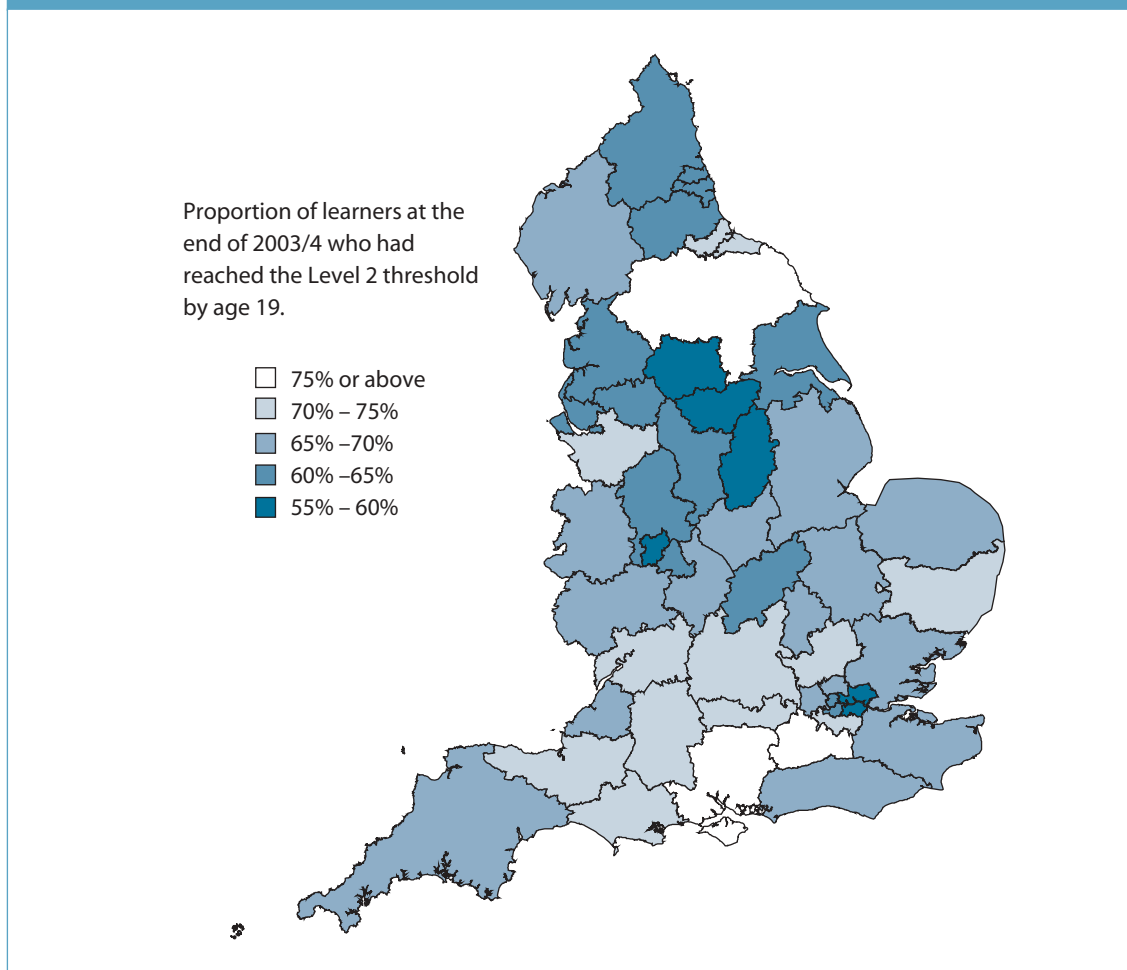 Proportion of learners at the
end of 2003/4 who had
reached the Level 2 threshold
by age 19.
75% or above
70% – 75%
65% –70%
60% –65%
55% – 60%